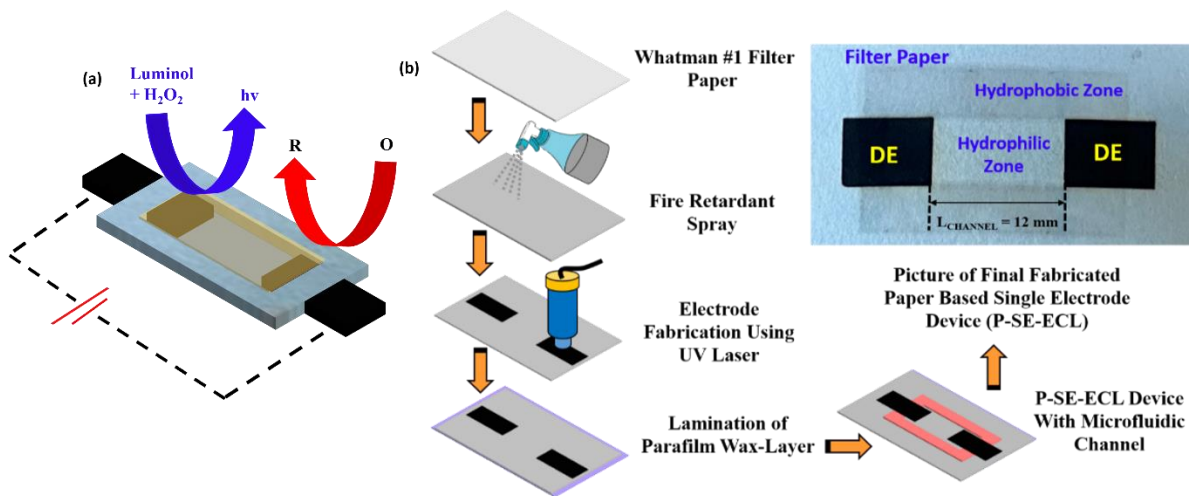 (a)
Luminol
+ H₂O₂
hν
R
O
(b)
Whatman #1 Filter
Paper
Fire Retardant
Spray
Electrode
Fabrication Using
UV Laser
Lamination of
Parafilm Wax-Layer
P-SE-ECL Device
With Microfluidic
Channel
Picture of Final Fabricated
Paper Based Single Electrode
Device (P-SE-ECL)
Filter Paper
Hydrophobic Zone
DE
Hydrophilic
Zone
DE
L_CHANNEL = 12 mm